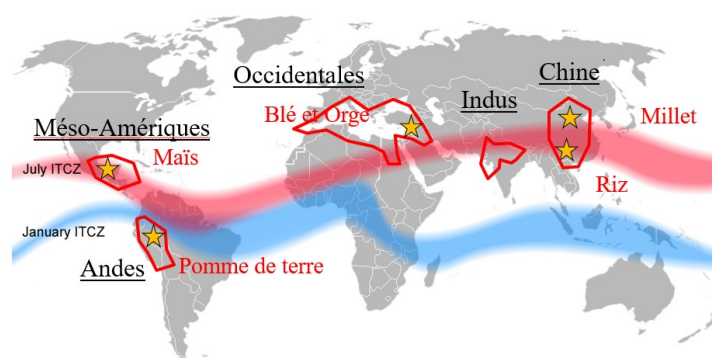 Occidentales
Chine
Blé et Orge
Indus
Millet
Méso-Amériques
Maïs
July ITCZ
Riz
January ITCZ
Andes
Pomme de terre